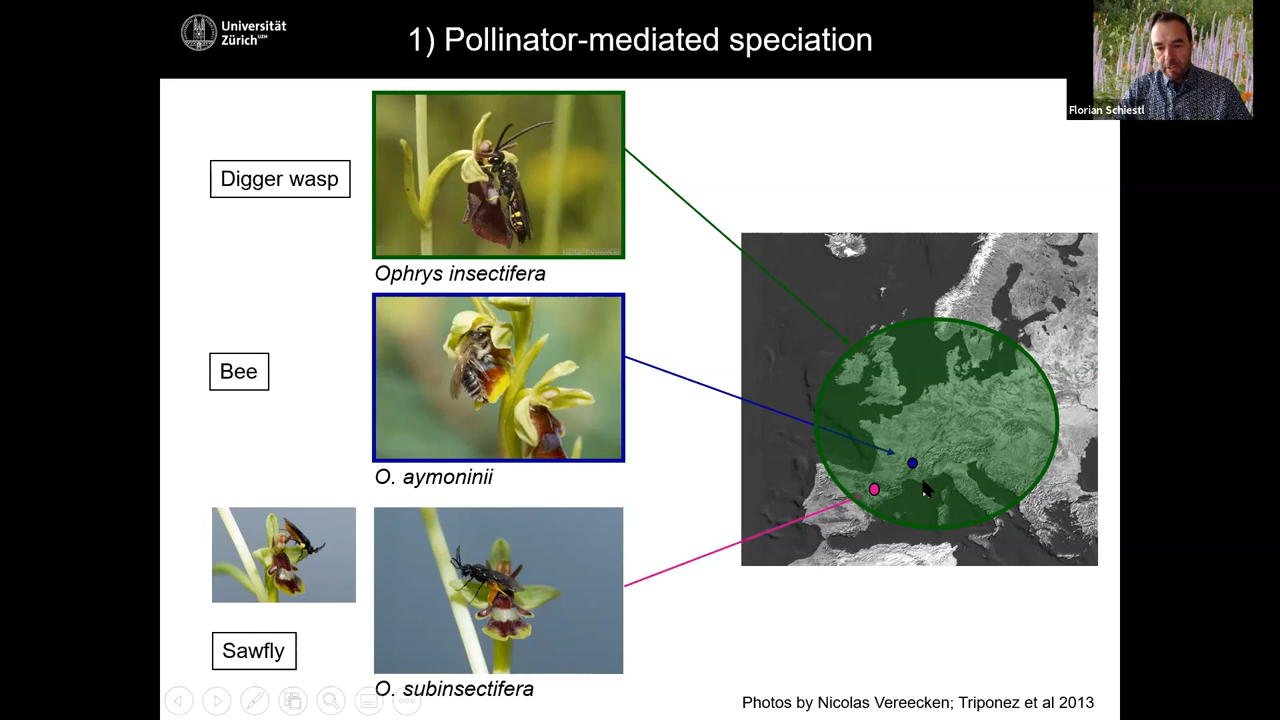 Universität
Zürich UZH
1) Pollinator-mediated speciation
Florian Schiestl
Digger wasp
Ophrys insectifera
Bee
O. aymoninii
Sawfly
O. subinsectifera
Photos by Nicolas Vereecken; Triponez et al 2013